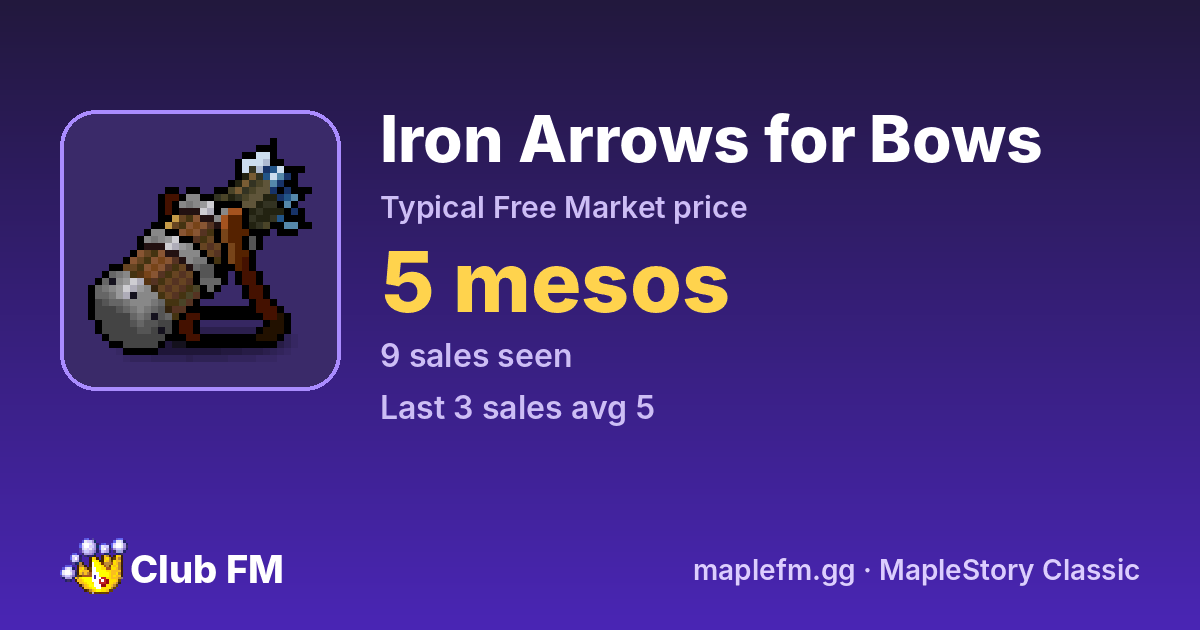 Iron Arrows for Bows
Typical Free Market price
5 mesos
9 sales seen
Last 3 sales avg 5
Club FM
maplefm.gg · MapleStory Classic